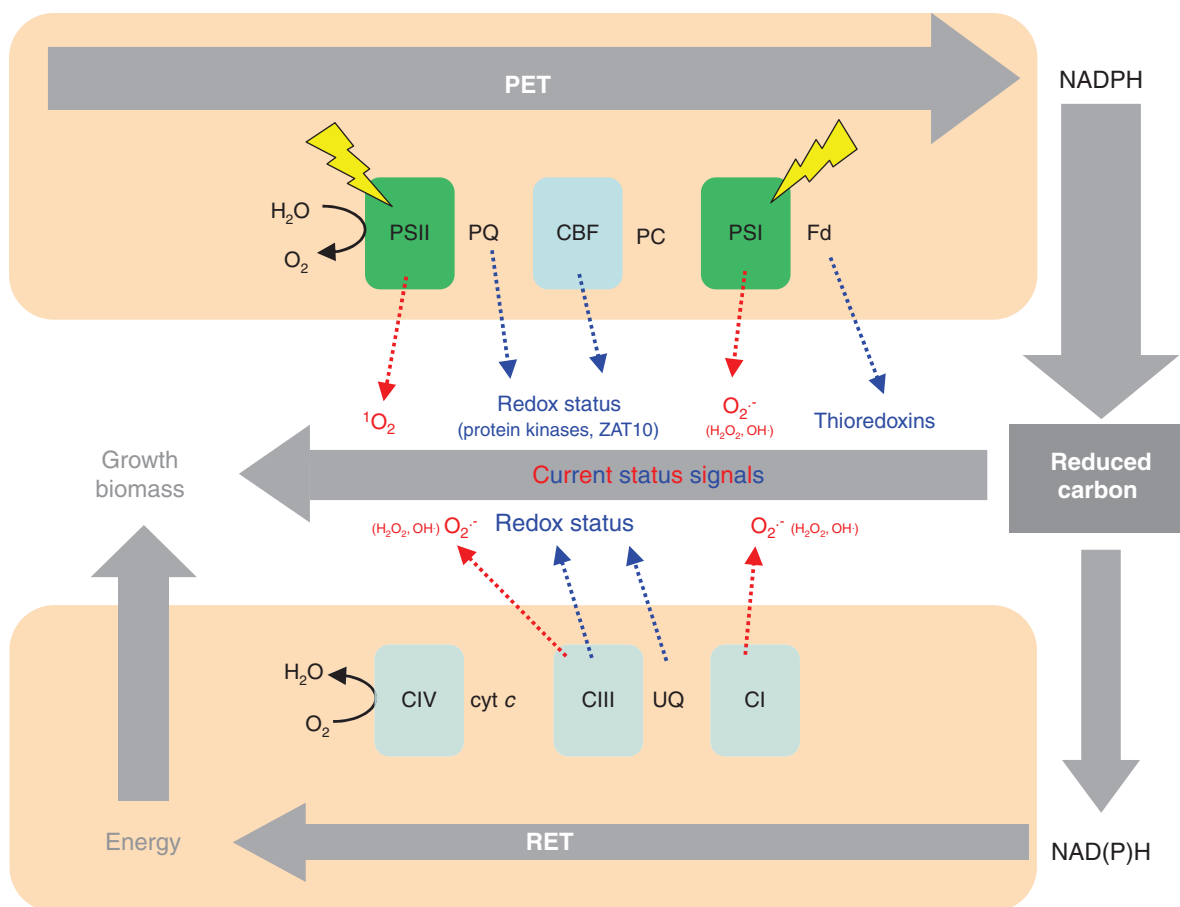 PET
NADPH
H₂O
O₂
PSII
PQ
CBF
PC
PSI
Fd
¹O₂
Redox status
(protein kinases, ZAT10)
O₂·-
(H₂O₂, OH·)
Thioredoxins
Growth
biomass
Current status signals
Reduced
carbon
(H₂O₂, OH·) O₂·-
Redox status
O₂·- (H₂O₂, OH·)
H₂O
O₂
CIV
cyt c
CIII
UQ
CI
Energy
RET
NAD(P)H